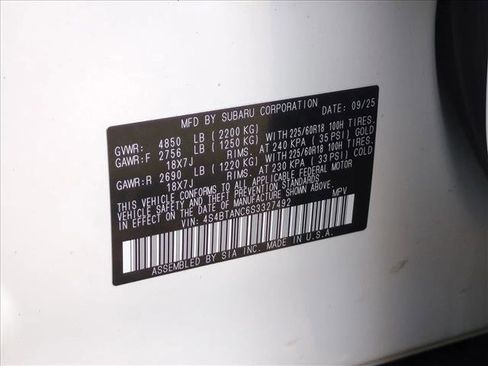 MFD BY SUBARU CORPORATION DATE: 09/25
GVWR: 4850 LB (2200 KG)
GAWR:F 2756 LB (1250 KG) WITH 225/60R18 100H TIRES,
18X7J RIMS, AT 240 KPA (35 PSI) COLD
GAWR:R 2690 LB (1220 KG) WITH 225/60R18 100H TIRES,
18X7J RIMS, AT 230 KPA (33 PSI) COLD
THIS VEHICLE CONFORMS TO ALL APPLICABLE FEDERAL MOTOR
VEHICLE SAFETY AND THEFT PREVENTION STANDARDS
IN EFFECT ON THE DATE OF MANUFACTURE SHOWN ABOVE.
VIN: 4S4BTANC6S3327492 MPV
ASSEMBLED BY SIA INC. MADE IN U.S.A.